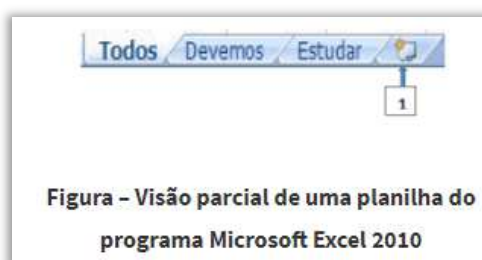 Todos Devemos Estudar
1
Figura – Visão parcial de uma planilha do
programa Microsoft Excel 2010